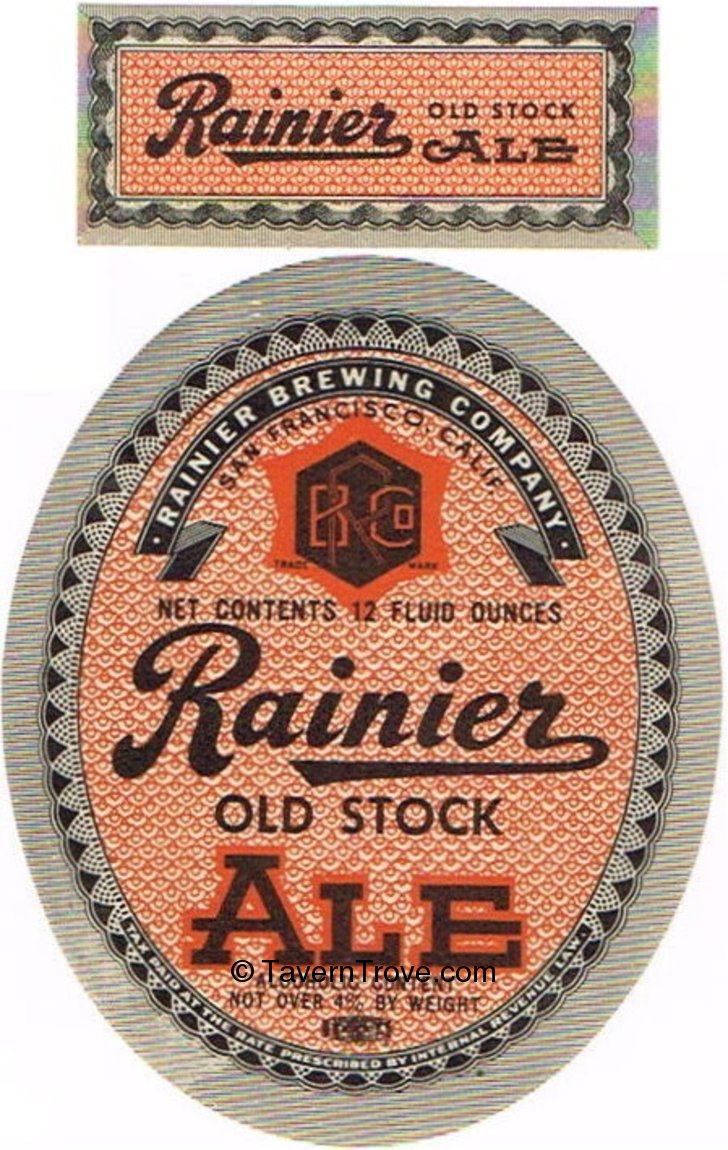 Rainier OLD STOCK
ALE
· RAINIER BREWING COMPANY ·
SAN FRANCISCO, CALIF.
R B Co
TRADE MARK
NET CONTENTS 12 FLUID OUNCES
Rainier
OLD STOCK
ALE
© TavernTrove.com
CONTENT
NOT OVER 4% BY WEIGHT
TAX PAID AT THE RATE PRESCRIBED BY INTERNAL REVENUE LAW